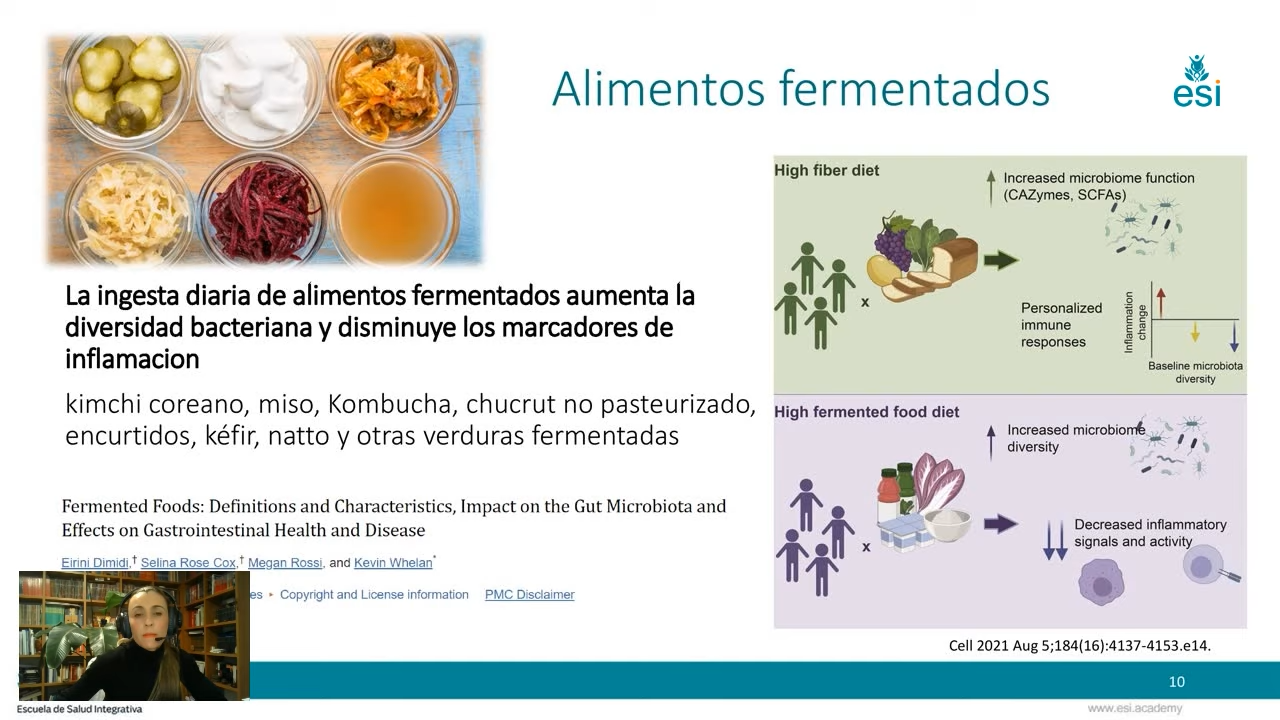 Alimentos fermentados
esi
La ingesta diaria de alimentos fermentados aumenta la
diversidad bacteriana y disminuye los marcadores de
inflamacion
kimchi coreano, miso, Kombucha, chucrut no pasteurizado,
encurtidos, kéfir, natto y otras verduras fermentadas
Fermented Foods: Definitions and Characteristics, Impact on the Gut Microbiota and
Effects on Gastrointestinal Health and Disease
Eirini Dimidi,† Selina Rose Cox,† Megan Rossi, and Kevin Whelan*
es ▸ Copyright and License information PMC Disclaimer
High fiber diet
Increased microbiome function
(CAZymes, SCFAs)
x
Personalized
immune
responses
Inflammation
change
Baseline microbiota
diversity
High fermented food diet
Increased microbiome
diversity
x
Decreased inflammatory
signals and activity
Cell 2021 Aug 5;184(16):4137-4153.e14.
10
Escuela de Salud Integrativa
www.esi.academy